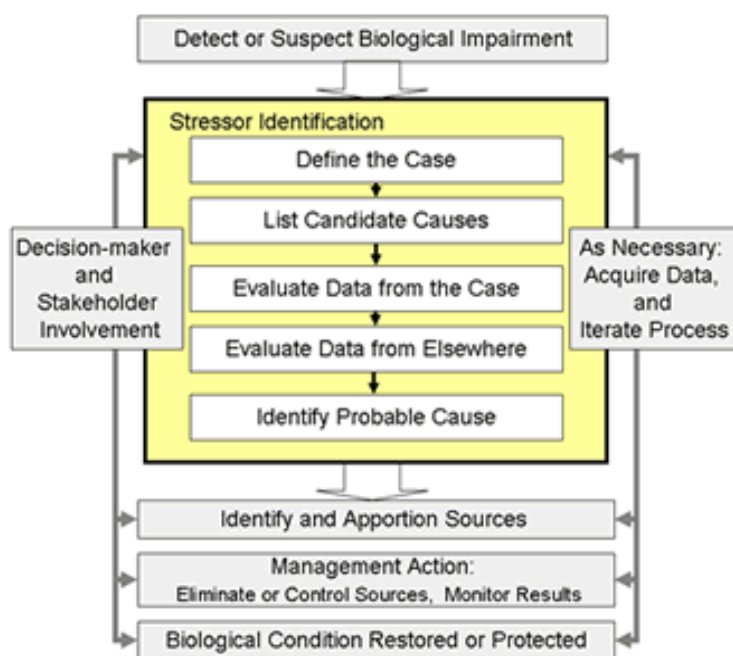 Detect or Suspect Biological Impairment
Stressor Identification
Define the Case
List Candidate Causes
Evaluate Data from the Case
Evaluate Data from Elsewhere
Identify Probable Cause
Decision-maker
and
Stakeholder
Involvement
As Necessary:
Acquire Data,
and
Iterate Process
Identify and Apportion Sources
Management Action:
Eliminate or Control Sources, Monitor Results
Biological Condition Restored or Protected